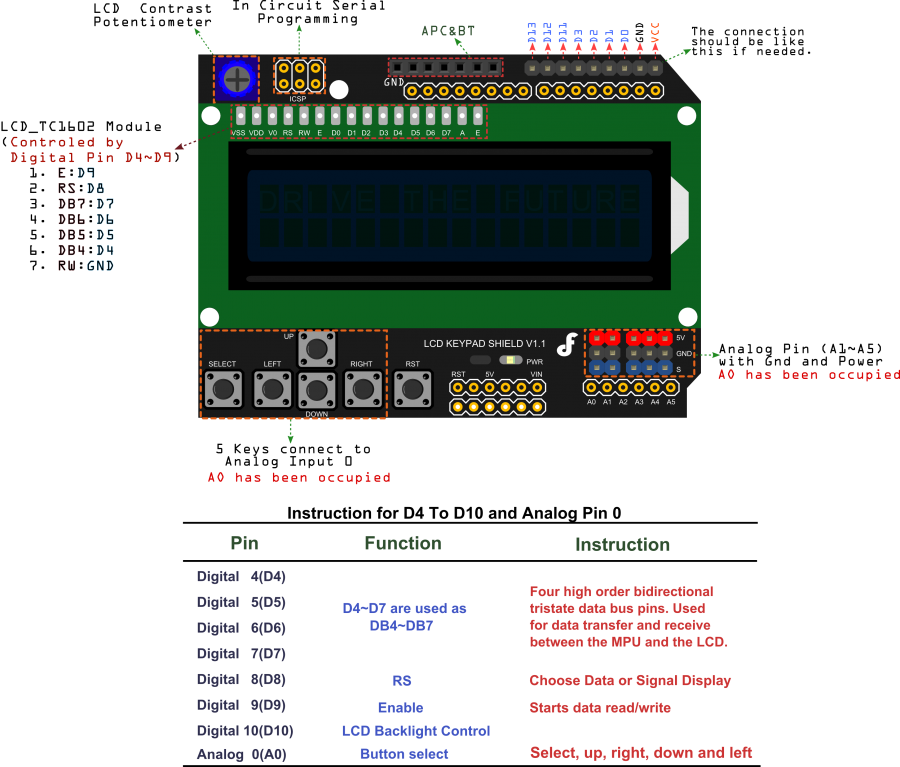 LCD Contrast
Potentiometer
In Circuit Serial
Programming
APC&BT
D13
D12
D11
D3
D2
D1
D0
GND
VCC
The connection
should be like
this if needed.
GND
ICSP
LCD_TC1602 Module
(Controled by
Digital Pin D4~D9)
1. E:D9
2. RS:D8
3. DB7:D7
4. DB6:D6
5. DB5:D5
6. DB4:D4
7. RW:GND
VSS VDD V0 RS RW E D0 D1 D2 D3 D4 D5 D6 D7 A E
DRIVE THE FUTURE
UP
SELECT LEFT RIGHT RST
DOWN
LCD KEYPAD SHIELD V1.1
PWR
RST 5V VIN
5V
GND
S
A0 A1 A2 A3 A4 A5
Analog Pin (A1~A5)
with Gnd and Power
A0 has been occupied
5 Keys connect to
Analog Input 0
A0 has been occupied
Instruction for D4 To D10 and Analog Pin 0
Pin Function Instruction
Digital 4(D4)
Digital 5(D5)
Digital 6(D6)
Digital 7(D7)
D4~D7 are used as
DB4~DB7
Four high order bidirectional
tristate data bus pins. Used
for data transfer and receive
between the MPU and the LCD.
Digital 8(D8) RS Choose Data or Signal Display
Digital 9(D9) Enable Starts data read/write
Digital 10(D10) LCD Backlight Control
Analog 0(A0) Button select Select, up, right, down and left